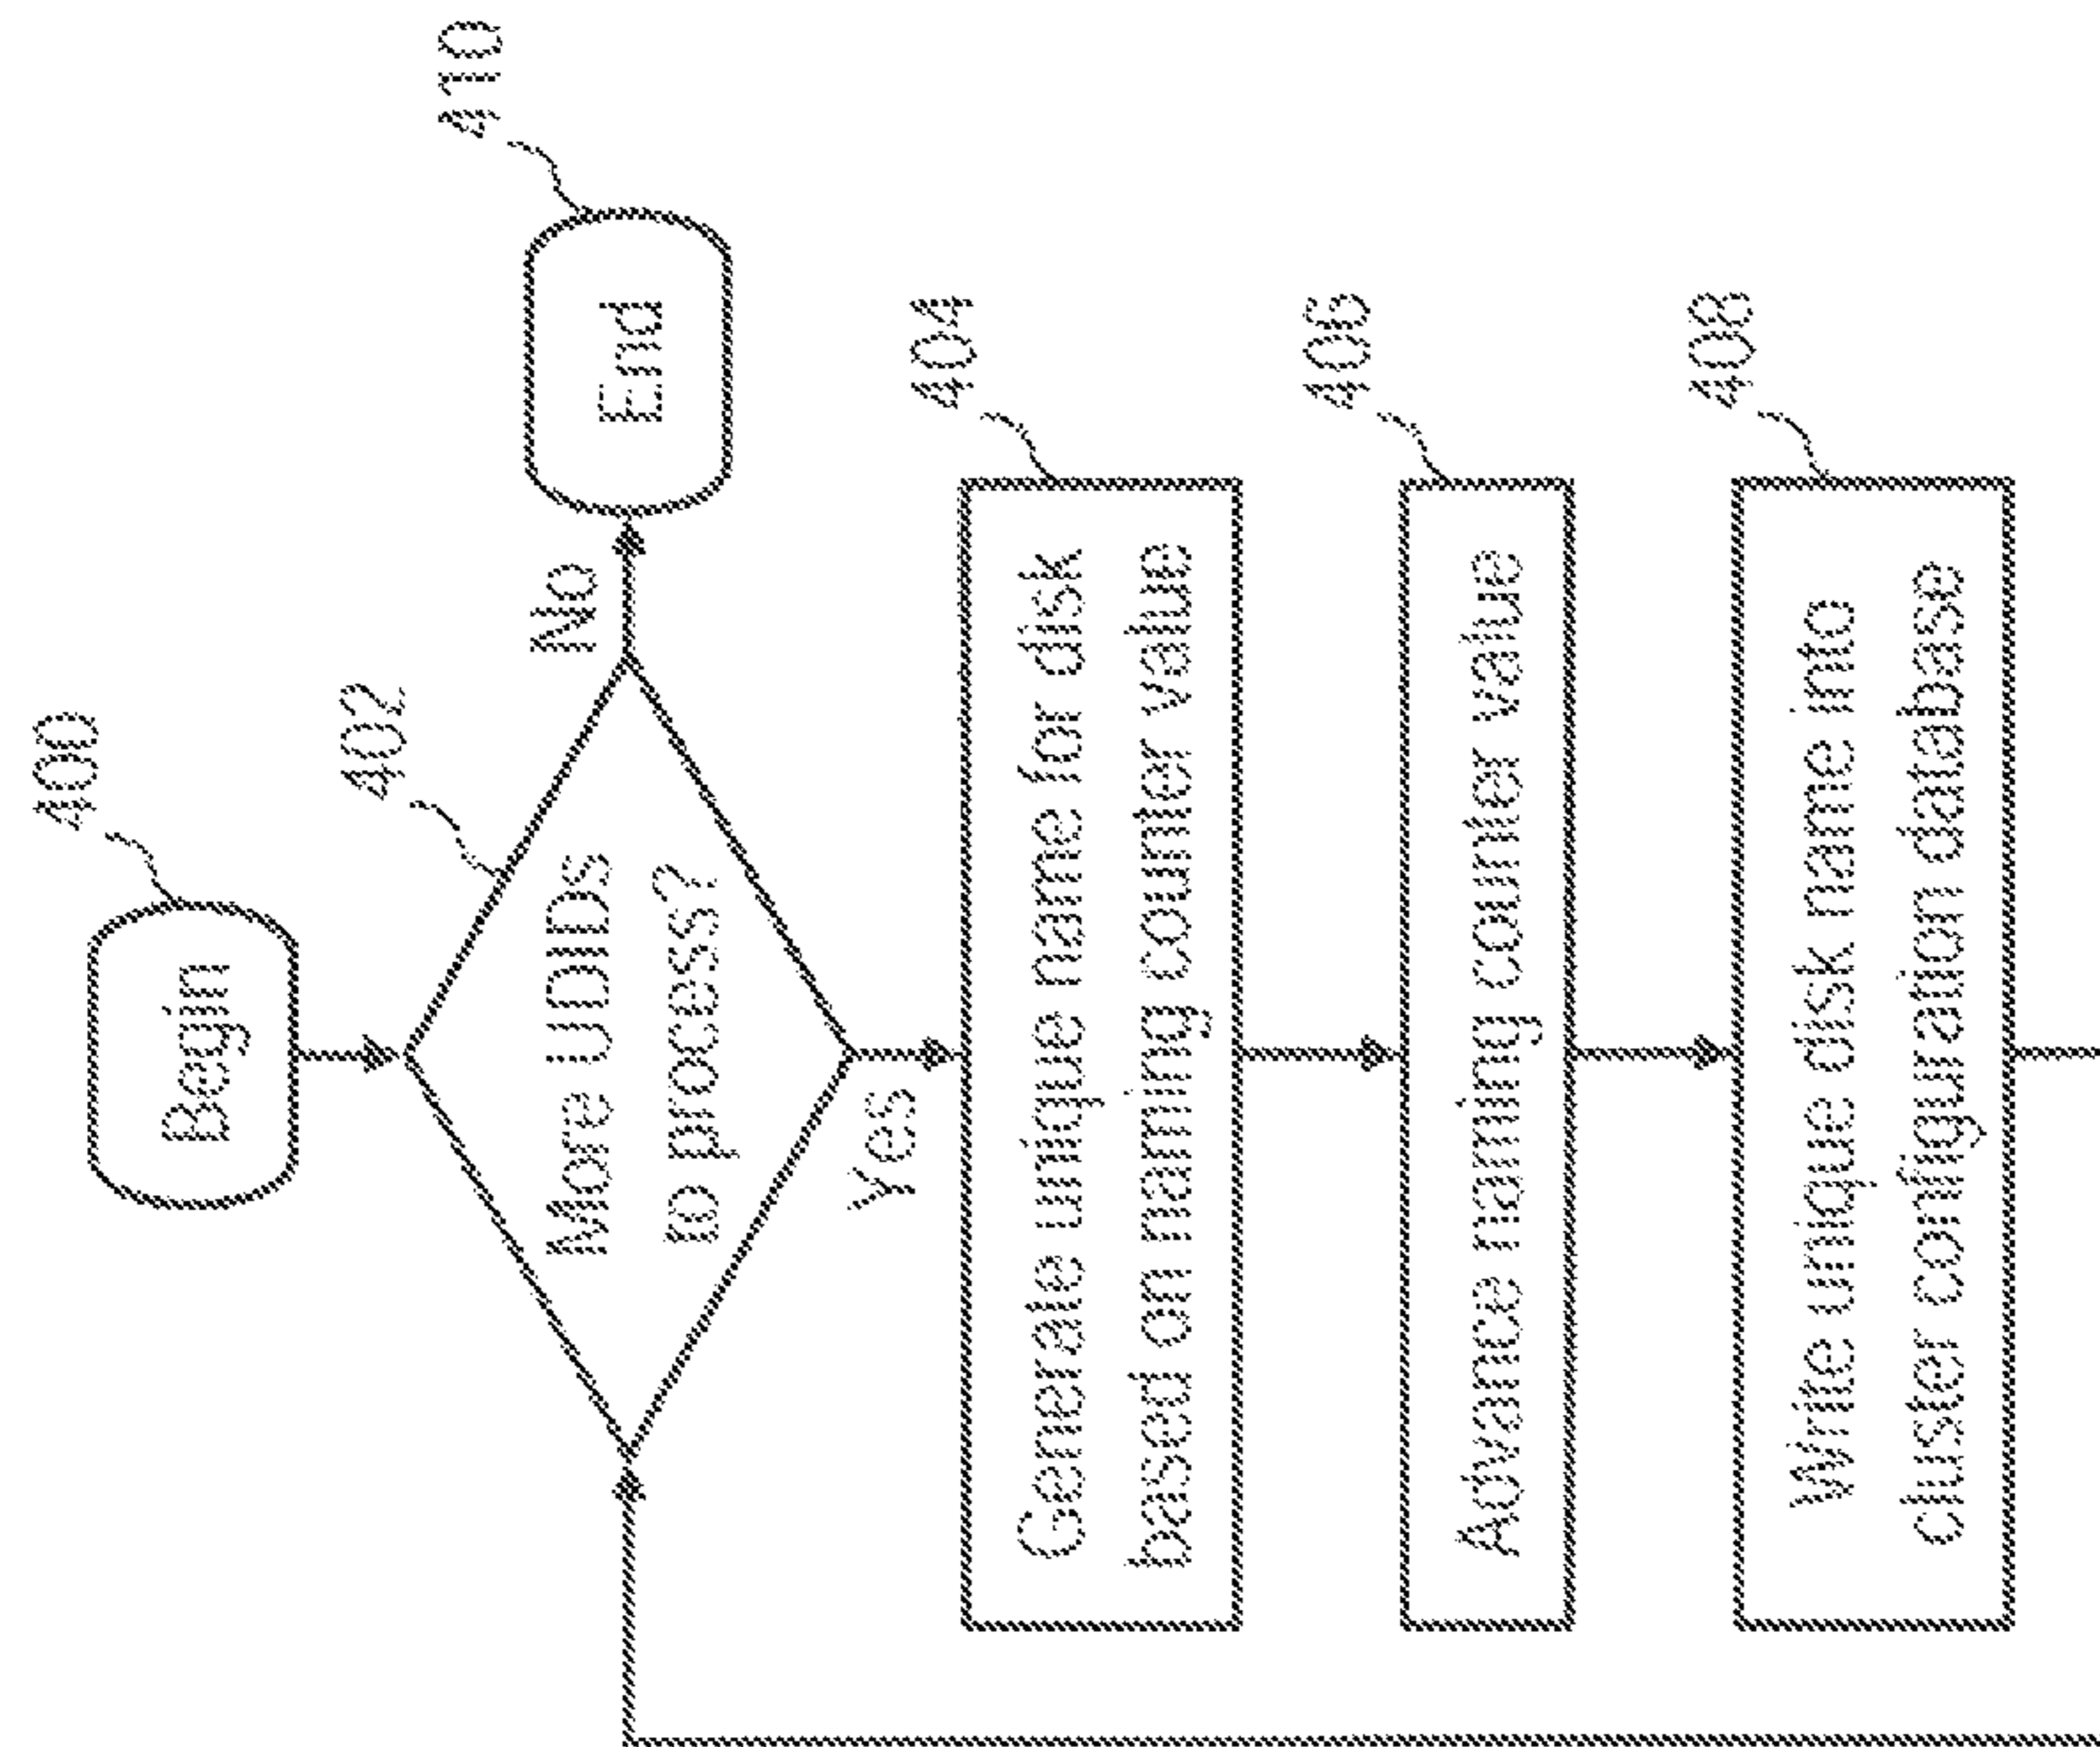 400
Begin
402
More UDIDs
to process?
No
410
End
Yes
404
Generate unique name for disk
based on naming counter value
406
Advance naming counter value
408
Write unique disk name into
cluster configuration database